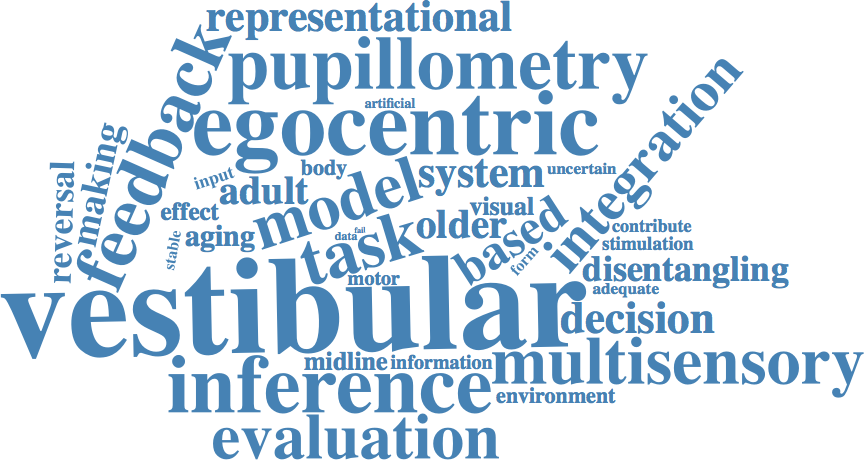 representational
pupillometry
artificial
egocentric
feedback
integration
reversal
making
input
body
system
uncertain
adult
model
effect
visual
older
based
contribute
stable
aging
data
fail
task
form
stimulation
disentangling
motor
adequate
vestibular
decision
midline
information
multisensory
inference
environment
evaluation